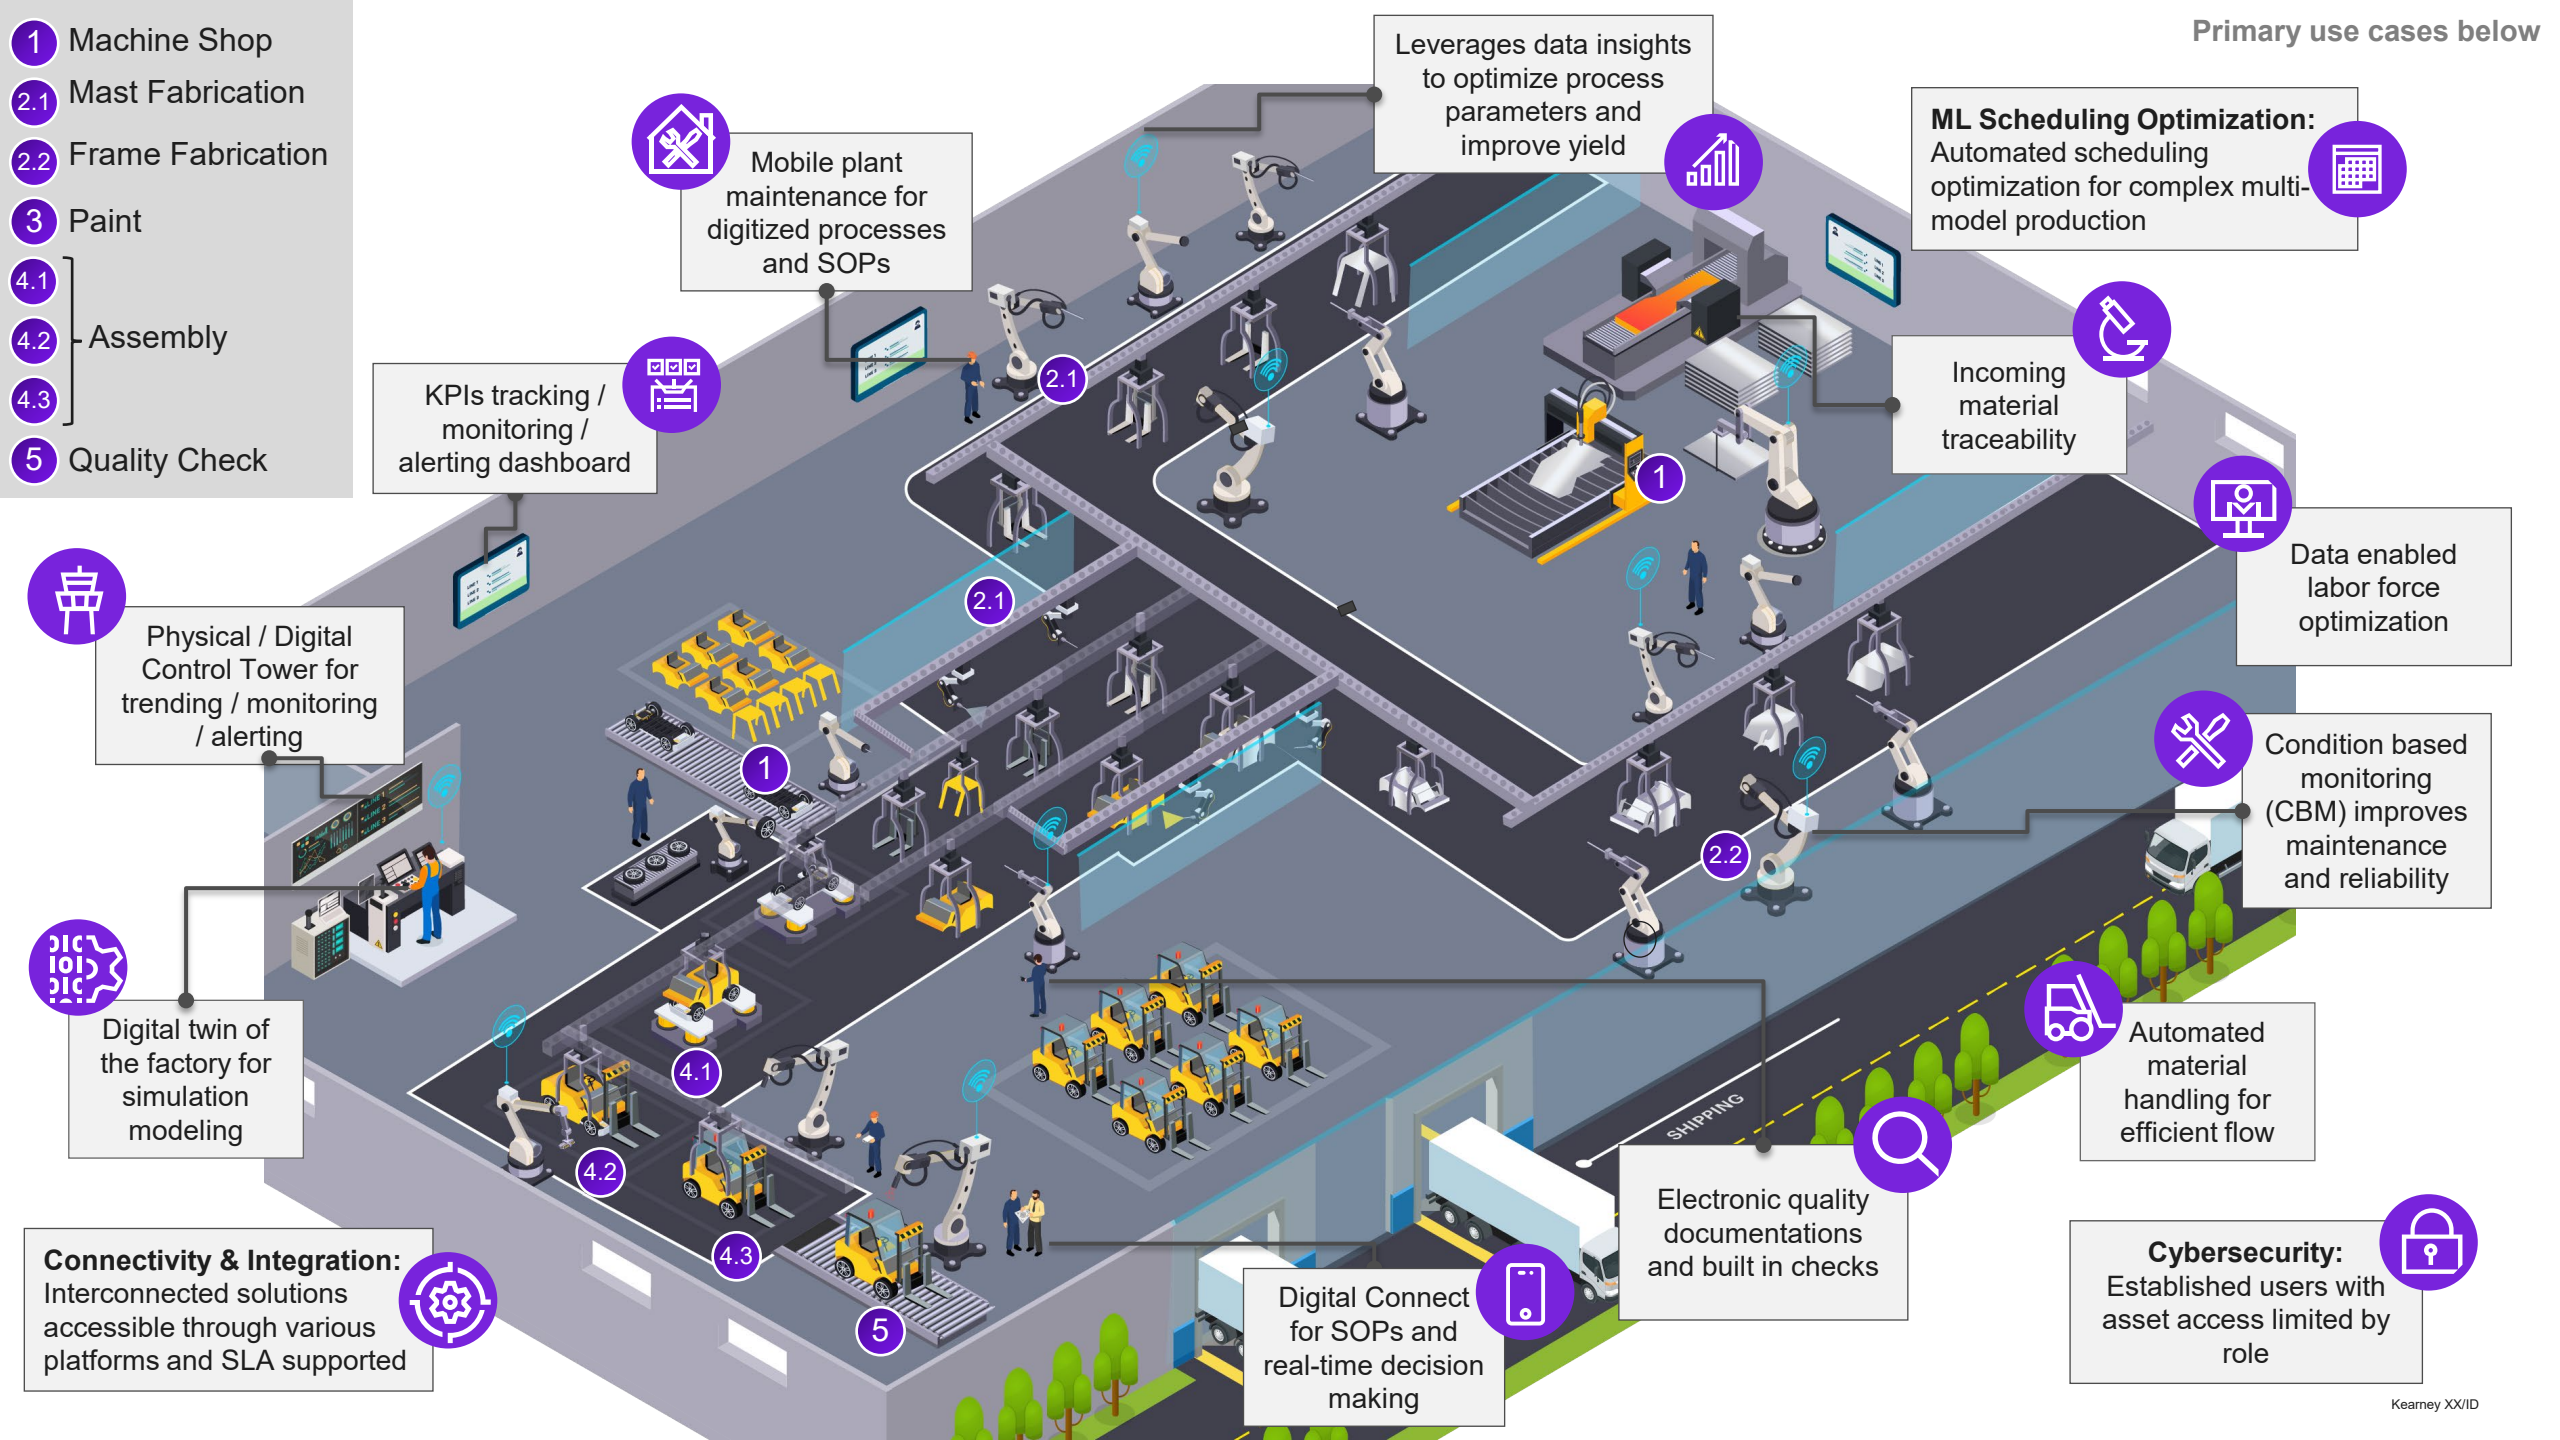 Primary use cases below
1 Machine Shop
2.1 Mast Fabrication
2.2 Frame Fabrication
3 Paint
4.1
4.2 Assembly
4.3
5 Quality Check
Leverages data insights
to optimize process
parameters and
improve yield
ML Scheduling Optimization:
Automated scheduling
optimization for complex multi-
model production
Mobile plant
maintenance for
digitized processes
and SOPs
KPIs tracking /
monitoring /
alerting dashboard
Incoming
material
traceability
Data enabled
labor force
optimization
Physical / Digital
Control Tower for
trending / monitoring
/ alerting
Condition based
monitoring
(CBM) improves
maintenance
and reliability
Digital twin of
the factory for
simulation
modeling
Automated
material
handling for
efficient flow
Electronic quality
documentations
and built in checks
Digital Connect
for SOPs and
real-time decision
making
Connectivity & Integration:
Interconnected solutions
accessible through various
platforms and SLA supported
Cybersecurity:
Established users with
asset access limited by
role
2.1
1
2.1
1
2.2
4.1
4.2
4.3
5
SHIPPING
LINE 1
LINE 2
LINE 3
Kearney XX/ID